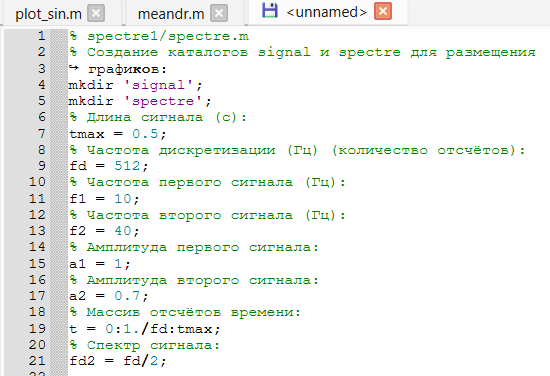 plot_sin.m meandr.m <unnamed>
1 % spectre1/spectre.m
2 % Создание каталогов signal и spectre для размещения
3 ↪ графиков:
4 mkdir 'signal';
5 mkdir 'spectre';
6 % Длина сигнала (с):
7 tmax = 0.5;
8 % Частота дискретизации (Гц) (количество отсчётов):
9 fd = 512;
10 % Частота первого сигнала (Гц):
11 f1 = 10;
12 % Частота второго сигнала (Гц):
13 f2 = 40;
14 % Амплитуда первого сигнала:
15 a1 = 1;
16 % Амплитуда второго сигнала:
17 a2 = 0.7;
18 % Массив отсчётов времени:
19 t = 0:1./fd:tmax;
20 % Спектр сигнала:
21 fd2 = fd/2;